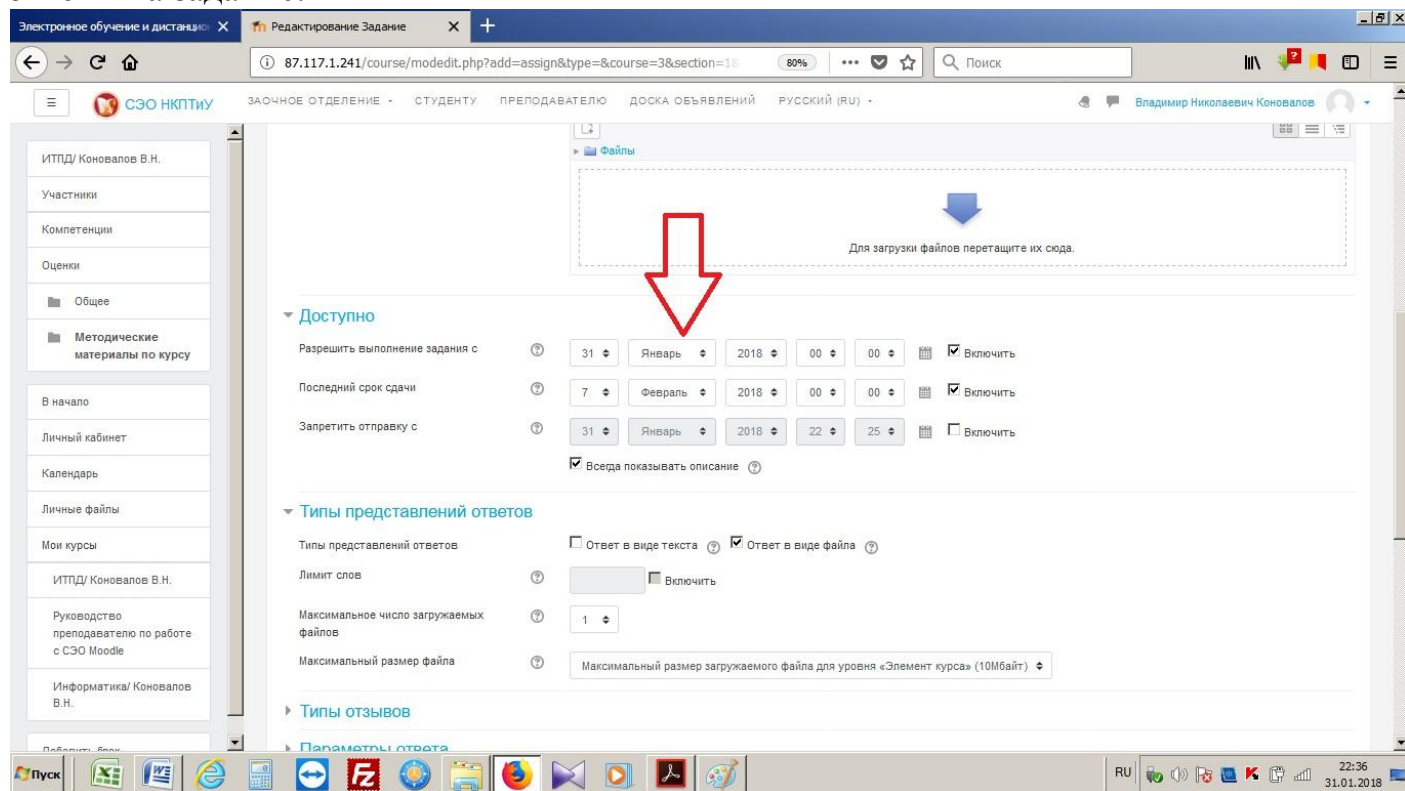 Электронное обучение и дистанцио
Редактирование Задание
87.117.1.241/course/modedit.php?add=assign&type=&course=3&section=18
80%
Поиск
СЭО НКПТиУ
ЗАОЧНОЕ ОТДЕЛЕНИЕ
СТУДЕНТУ
ПРЕПОДАВАТЕЛЮ
ДОСКА ОБЪЯВЛЕНИЙ
РУССКИЙ (RU)
Владимир Николаевич Коновалов
ИТПД/ Коновалов В.Н.
Участники
Компетенции
Оценки
Общее
Методические
материалы по курсу
В начало
Личный кабинет
Календарь
Личные файлы
Мои курсы
ИТПД/ Коновалов В.Н.
Руководство
преподавателю по работе
с СЭО Moodle
Информатика/ Коновалов
В.Н.
Файлы
Для загрузки файлов перетащите их сюда.
Доступно
Разрешить выполнение задания с 31 Январь 2018 00 00 Включить
Последний срок сдачи 7 Февраль 2018 00 00 Включить
Запретить отправку с 31 Январь 2018 22 25 Включить
Всегда показывать описание
Типы представлений ответов
Типы представлений ответов Ответ в виде текста Ответ в виде файла
Лимит слов Включить
Максимальное число загружаемых
файлов 1
Максимальный размер файла Максимальный размер загружаемого файла для уровня «Элемент курса» (10Мбайт)
Типы отзывов
Параметры ответа
Пуск
RU
22:36
31.01.2018